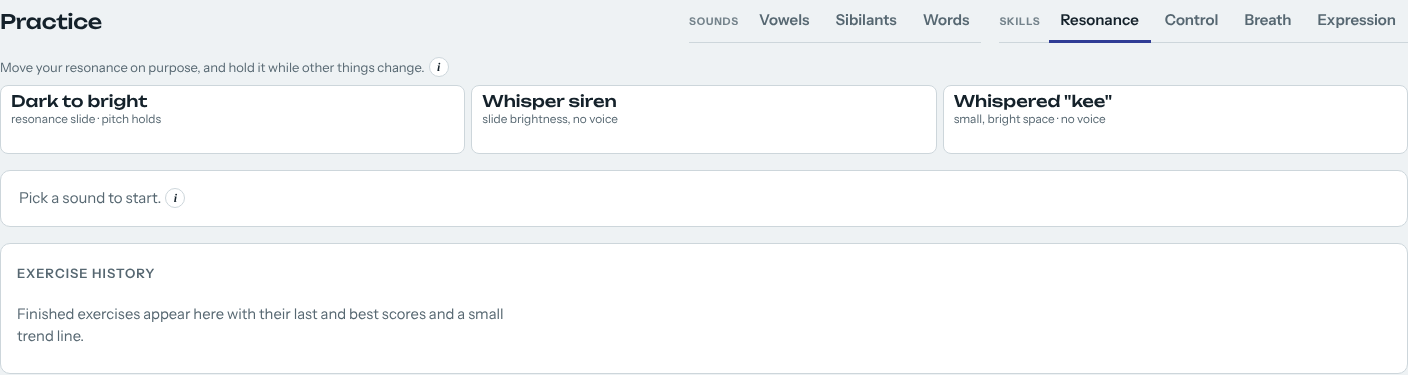 Practice
SOUNDS Vowels Sibilants Words SKILLS Resonance Control Breath Expression
Move your resonance on purpose, and hold it while other things change. i
Dark to bright
resonance slide · pitch holds
Whisper siren
slide brightness, no voice
Whispered "kee"
small, bright space · no voice
Pick a sound to start. i
EXERCISE HISTORY
Finished exercises appear here with their last and best scores and a small
trend line.